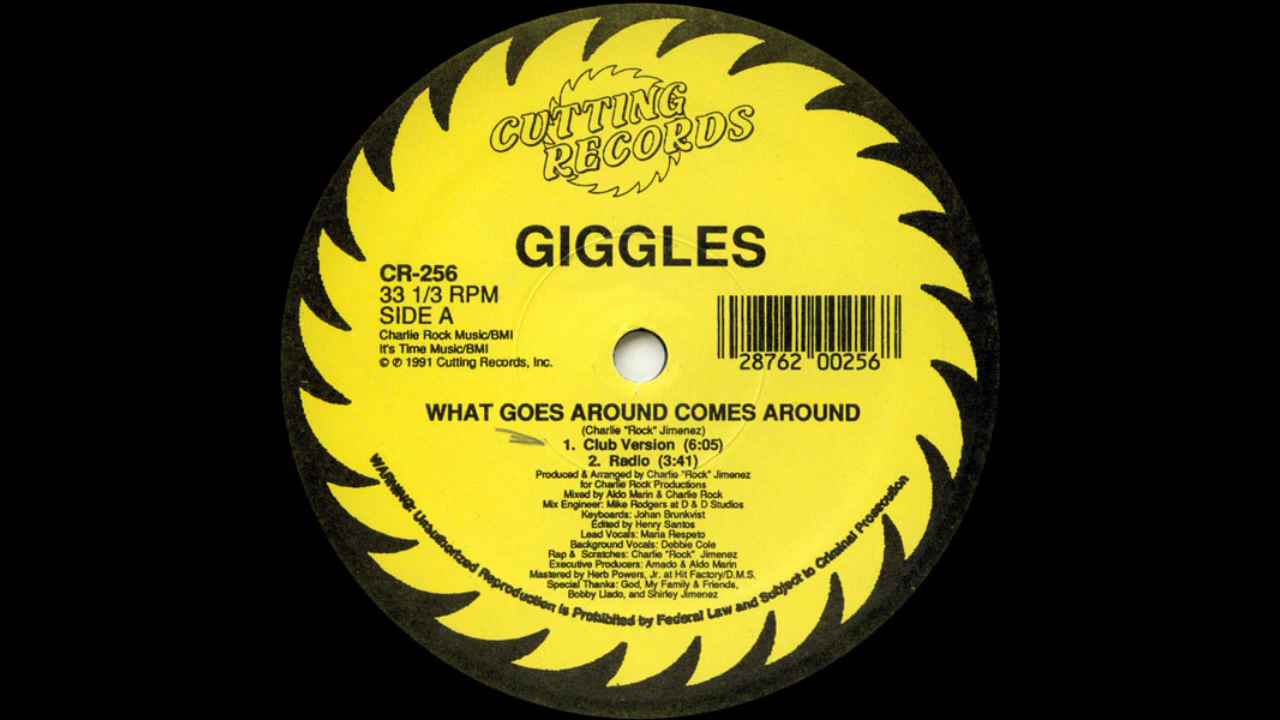 CUTTING
RECORDS
GIGGLES
CR-256
33 1/3 RPM
SIDE A
Charlie Rock Music/BMI
It's Time Music/BMI
© ℗ 1991 Cutting Records, Inc.
28762 00256
WHAT GOES AROUND COMES AROUND
(Charlie "Rock" Jimenez)
1. Club Version (6:05)
2. Radio (3:41)
Produced & Arranged by Charlie "Rock" Jimenez
for Charlie Rock Productions
Mixed by Aldo Marin & Charlie Rock
Mix Engineer: Mike Rodgers at D & D Studios
Keyboards: Johan Brunkvist
Edited by Henry Santos
Lead Vocals: Maria Respeto
Background Vocals: Debbie Cole
Rap & Scratches: Charlie "Rock" Jimenez
Executive Producers: Amado & Aldo Marin
Mastered by Herb Powers, Jr. at Hit Factory/D.M.S.
Special Thanks: God, My Family & Friends,
Bobby Llado, and Shirley Jimenez
WARNING: Unauthorized Reproduction is Prohibited by Federal Law and Subject to Criminal Prosecution